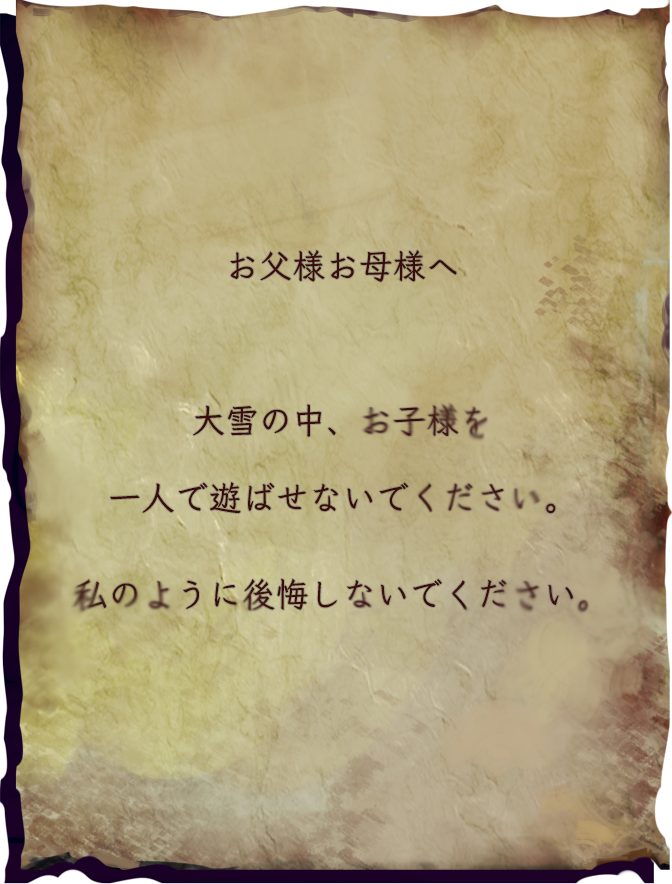 お父様お母様へ
大雪の中、お子様を
一人で遊ばせないでください。
私のように後悔しないでください。